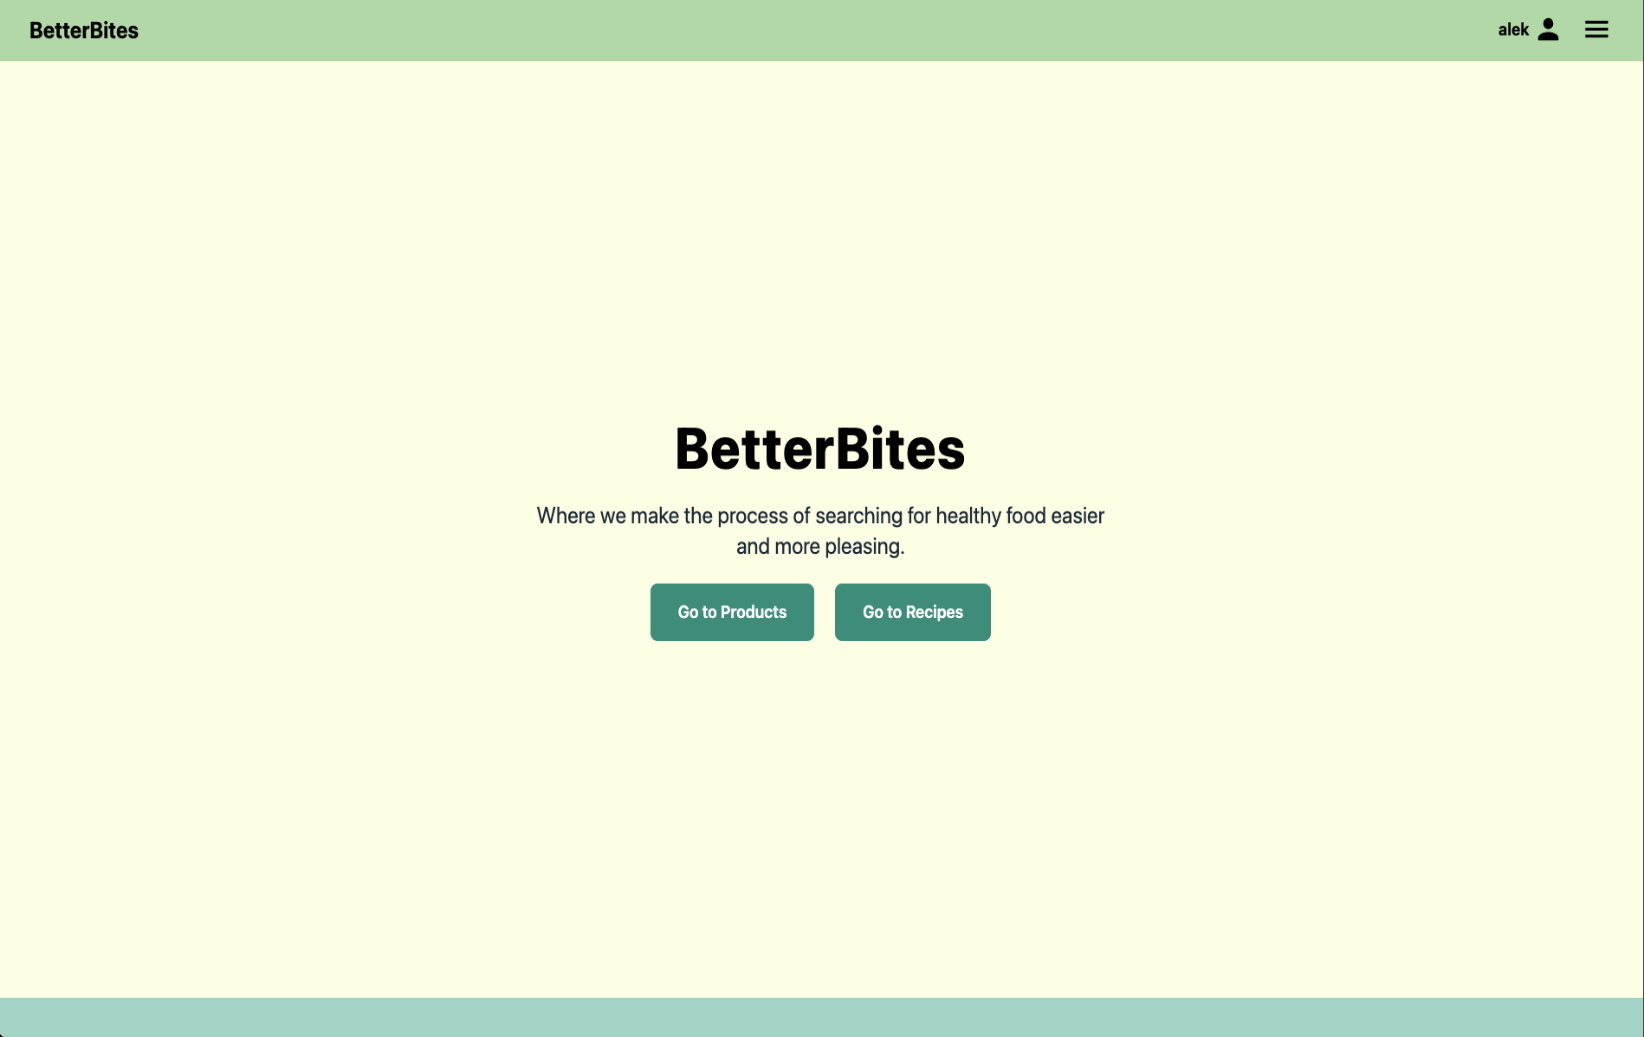 BetterBites
alek
BetterBites
Where we make the process of searching for healthy food easier
and more pleasing.
Go to Products
Go to Recipes